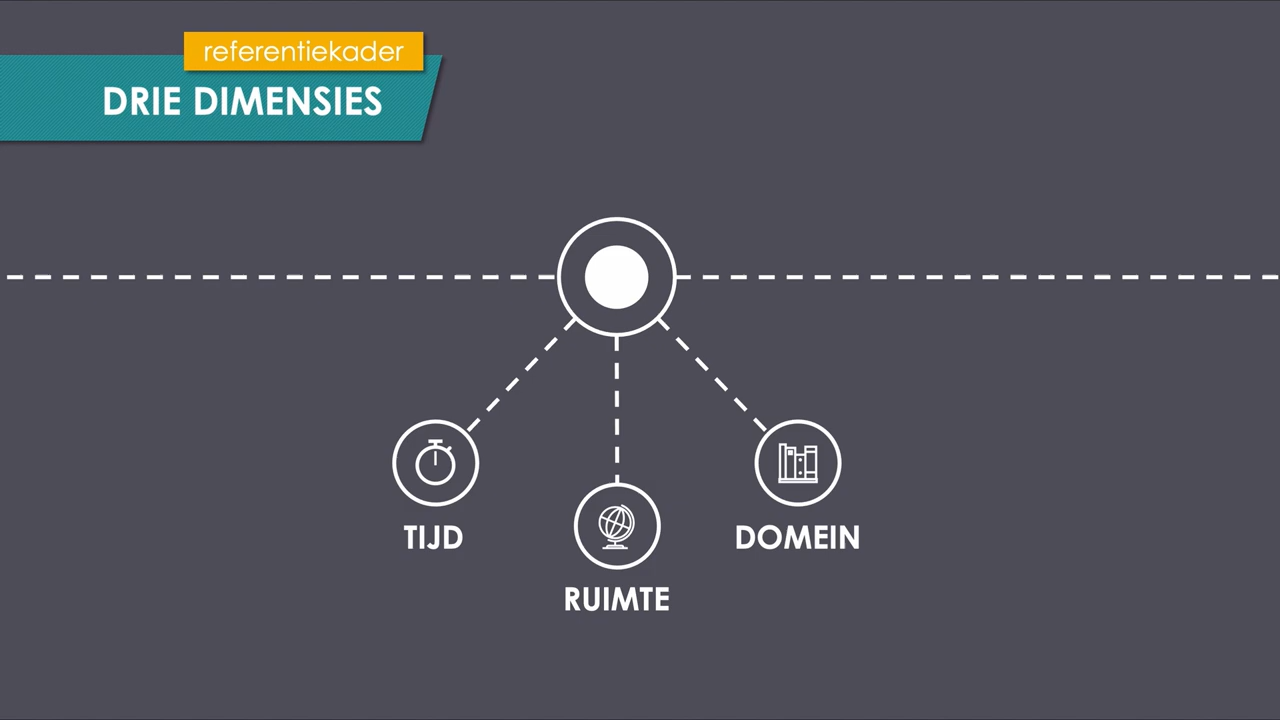 referentiekader
DRIE DIMENSIES
TIJD
DOMEIN
RUIMTE